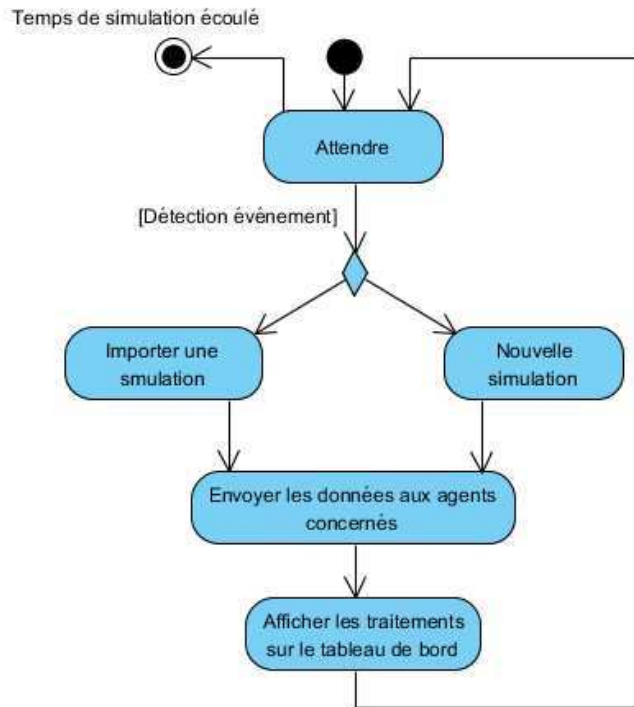 Temps de simulation écoulé
Attendre
[Détection événement]
Importer une
smulation
Nouvelle
simulation
Envoyer les données aux agents
concernés
Afficher les traitements
sur le tableau de bord